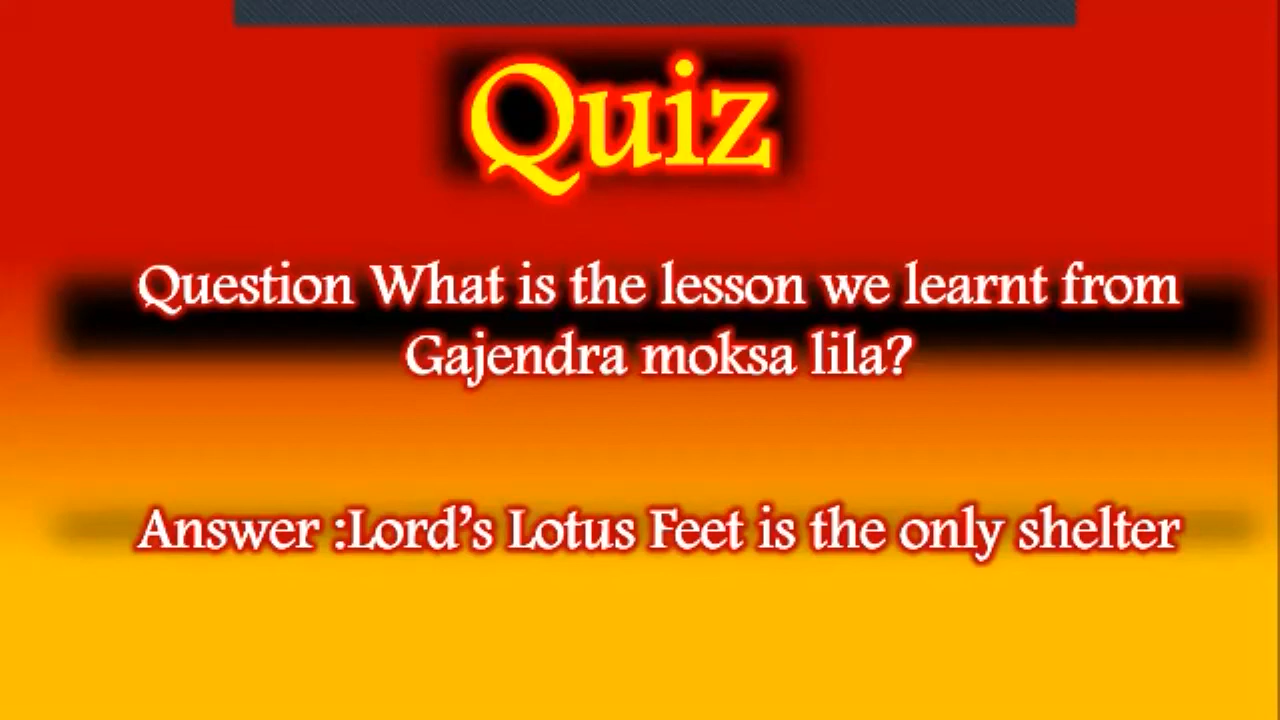 Quiz
Question What is the lesson we learnt from
Gajendra moksa lila?
Answer :Lord's Lotus Feet is the only shelter